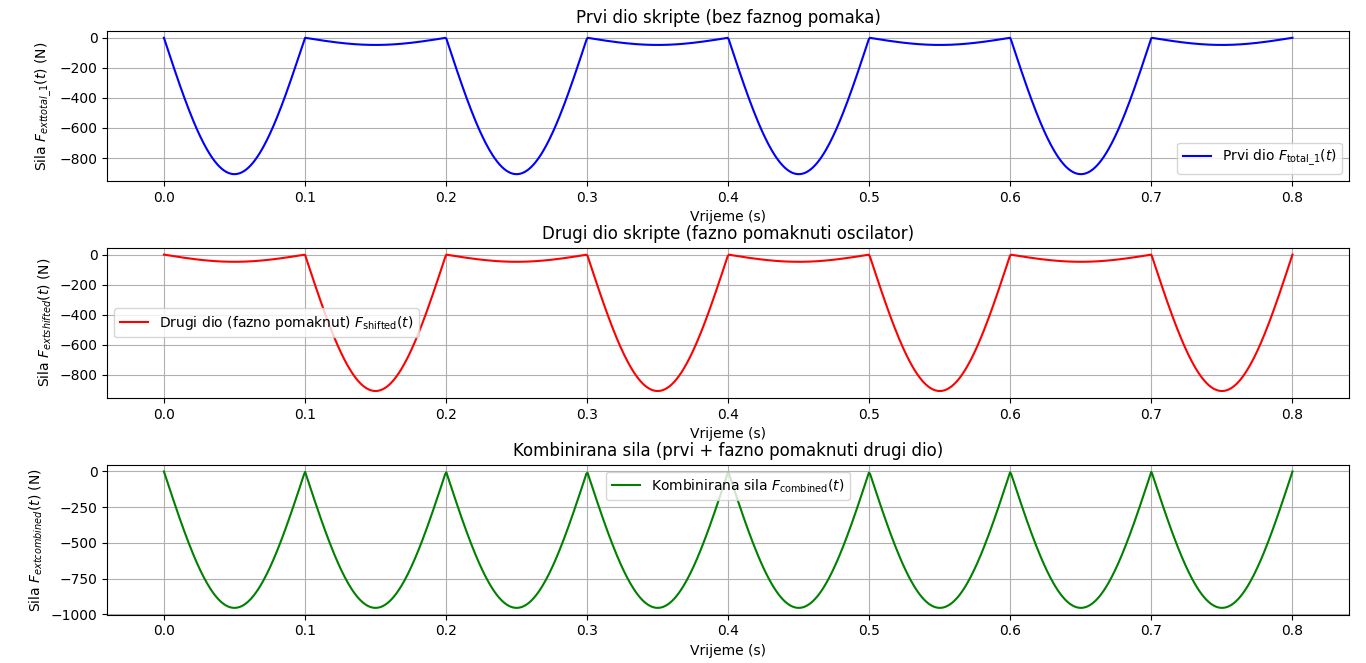 Prvi dio skripte (bez faznog pomaka)
Sila F_exttotal_1(t) (N)
0
−200
−400
−600
−800
Prvi dio F_total_1(t)
0.0 0.1 0.2 0.3 0.4 0.5 0.6 0.7 0.8
Vrijeme (s)
Drugi dio skripte (fazno pomaknuti oscilator)
Sila F_extshifted(t) (N)
0
−200
−400
−600
−800
Drugi dio (fazno pomaknut) F_shifted(t)
0.0 0.1 0.2 0.3 0.4 0.5 0.6 0.7 0.8
Vrijeme (s)
Kombinirana sila (prvi + fazno pomaknuti drugi dio)
Sila F_extcombined(t) (N)
0
−250
−500
−750
−1000
Kombinirana sila F_combined(t)
0.0 0.1 0.2 0.3 0.4 0.5 0.6 0.7 0.8
Vrijeme (s)